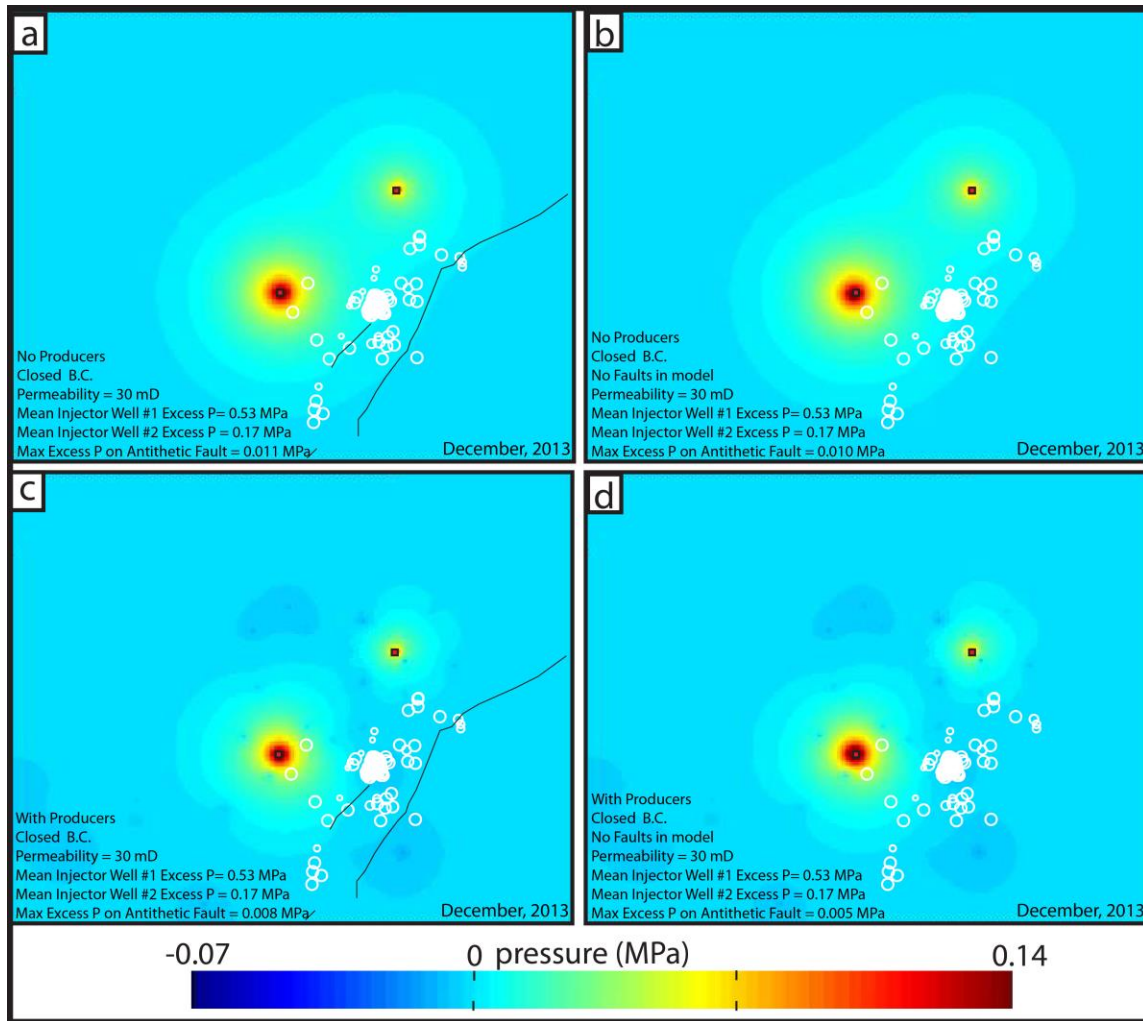 a
No Producers
Closed B.C.
Permeability = 30 mD
Mean Injector Well #1 Excess P= 0.53 MPa
Mean Injector Well #2 Excess P = 0.17 MPa
Max Excess P on Antithetic Fault = 0.011 MPa
December, 2013
b
No Producers
Closed B.C.
No Faults in model
Permeability = 30 mD
Mean Injector Well #1 Excess P = 0.53 MPa
Mean Injector Well #2 Excess P = 0.17 MPa
Max Excess P on Antithetic Fault = 0.010 MPa
December, 2013
c
With Producers
Closed B.C.
Permeability = 30 mD
Mean Injector Well #1 Excess P= 0.53 MPa
Mean Injector Well #2 Excess P = 0.17 MPa
Max Excess P on Antithetic Fault = 0.008 MPa
December, 2013
d
With Producers
Closed B.C.
No Faults in model
Permeability = 30 mD
Mean Injector Well #1 Excess P = 0.53 MPa
Mean Injector Well #2 Excess P = 0.17 MPa
Max Excess P on Antithetic Fault = 0.005 MPa
December, 2013
-0.07 0 pressure (MPa) 0.14